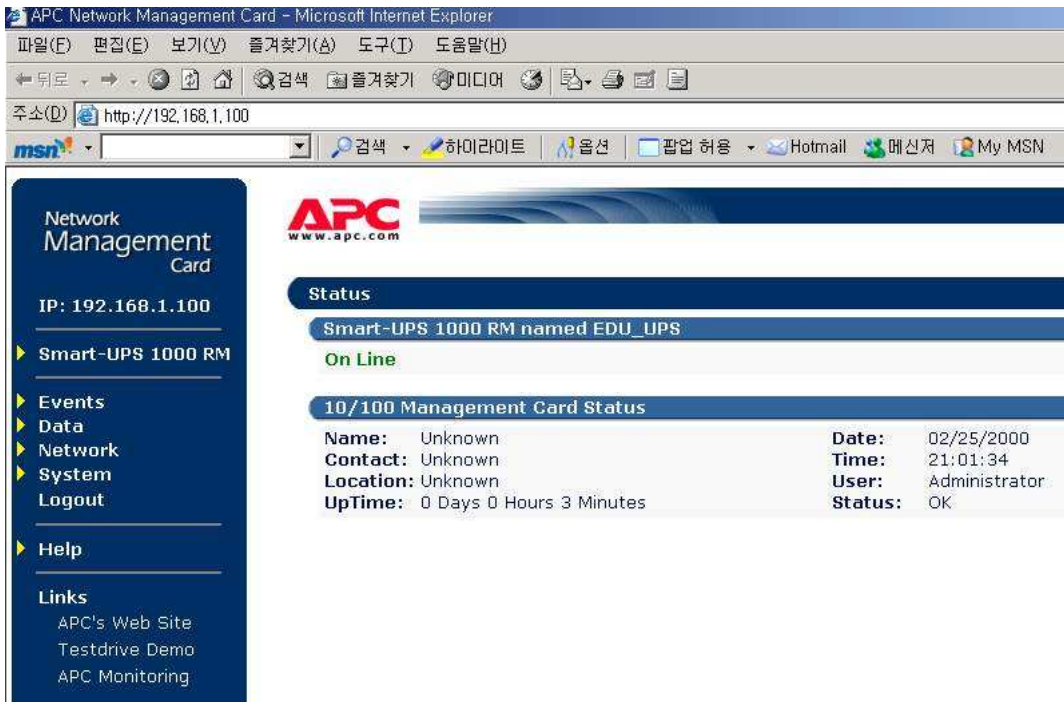 APC Network Management Card - Microsoft Internet Explorer
파일(F) 편집(E) 보기(V) 즐겨찾기(A) 도구(T) 도움말(H)
뒤로 검색 즐겨찾기 미디어
주소(D) http://192.168.1.100
msn 검색 하이라이트 옵션 팝업 허용 Hotmail 메신저 My MSN
Network
Management
Card
IP: 192.168.1.100
Smart-UPS 1000 RM
Events
Data
Network
System
Logout
Help
Links
APC's Web Site
Testdrive Demo
APC Monitoring
APC
www.apc.com
Status
Smart-UPS 1000 RM named EDU_UPS
On Line
10/100 Management Card Status
Name: Unknown Date: 02/25/2000
Contact: Unknown Time: 21:01:34
Location: Unknown User: Administrator
UpTime: 0 Days 0 Hours 3 Minutes Status: OK